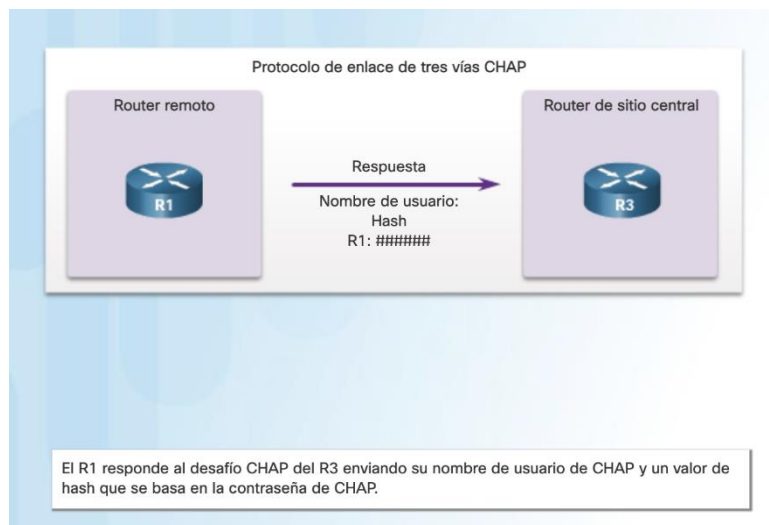 Protocolo de enlace de tres vías CHAP
Router remoto
Router de sitio central
R1
Respuesta
Nombre de usuario:
Hash
R1: ######
R3
El R1 responde al desafío CHAP del R3 enviando su nombre de usuario de CHAP y un valor de
hash que se basa en la contraseña de CHAP.